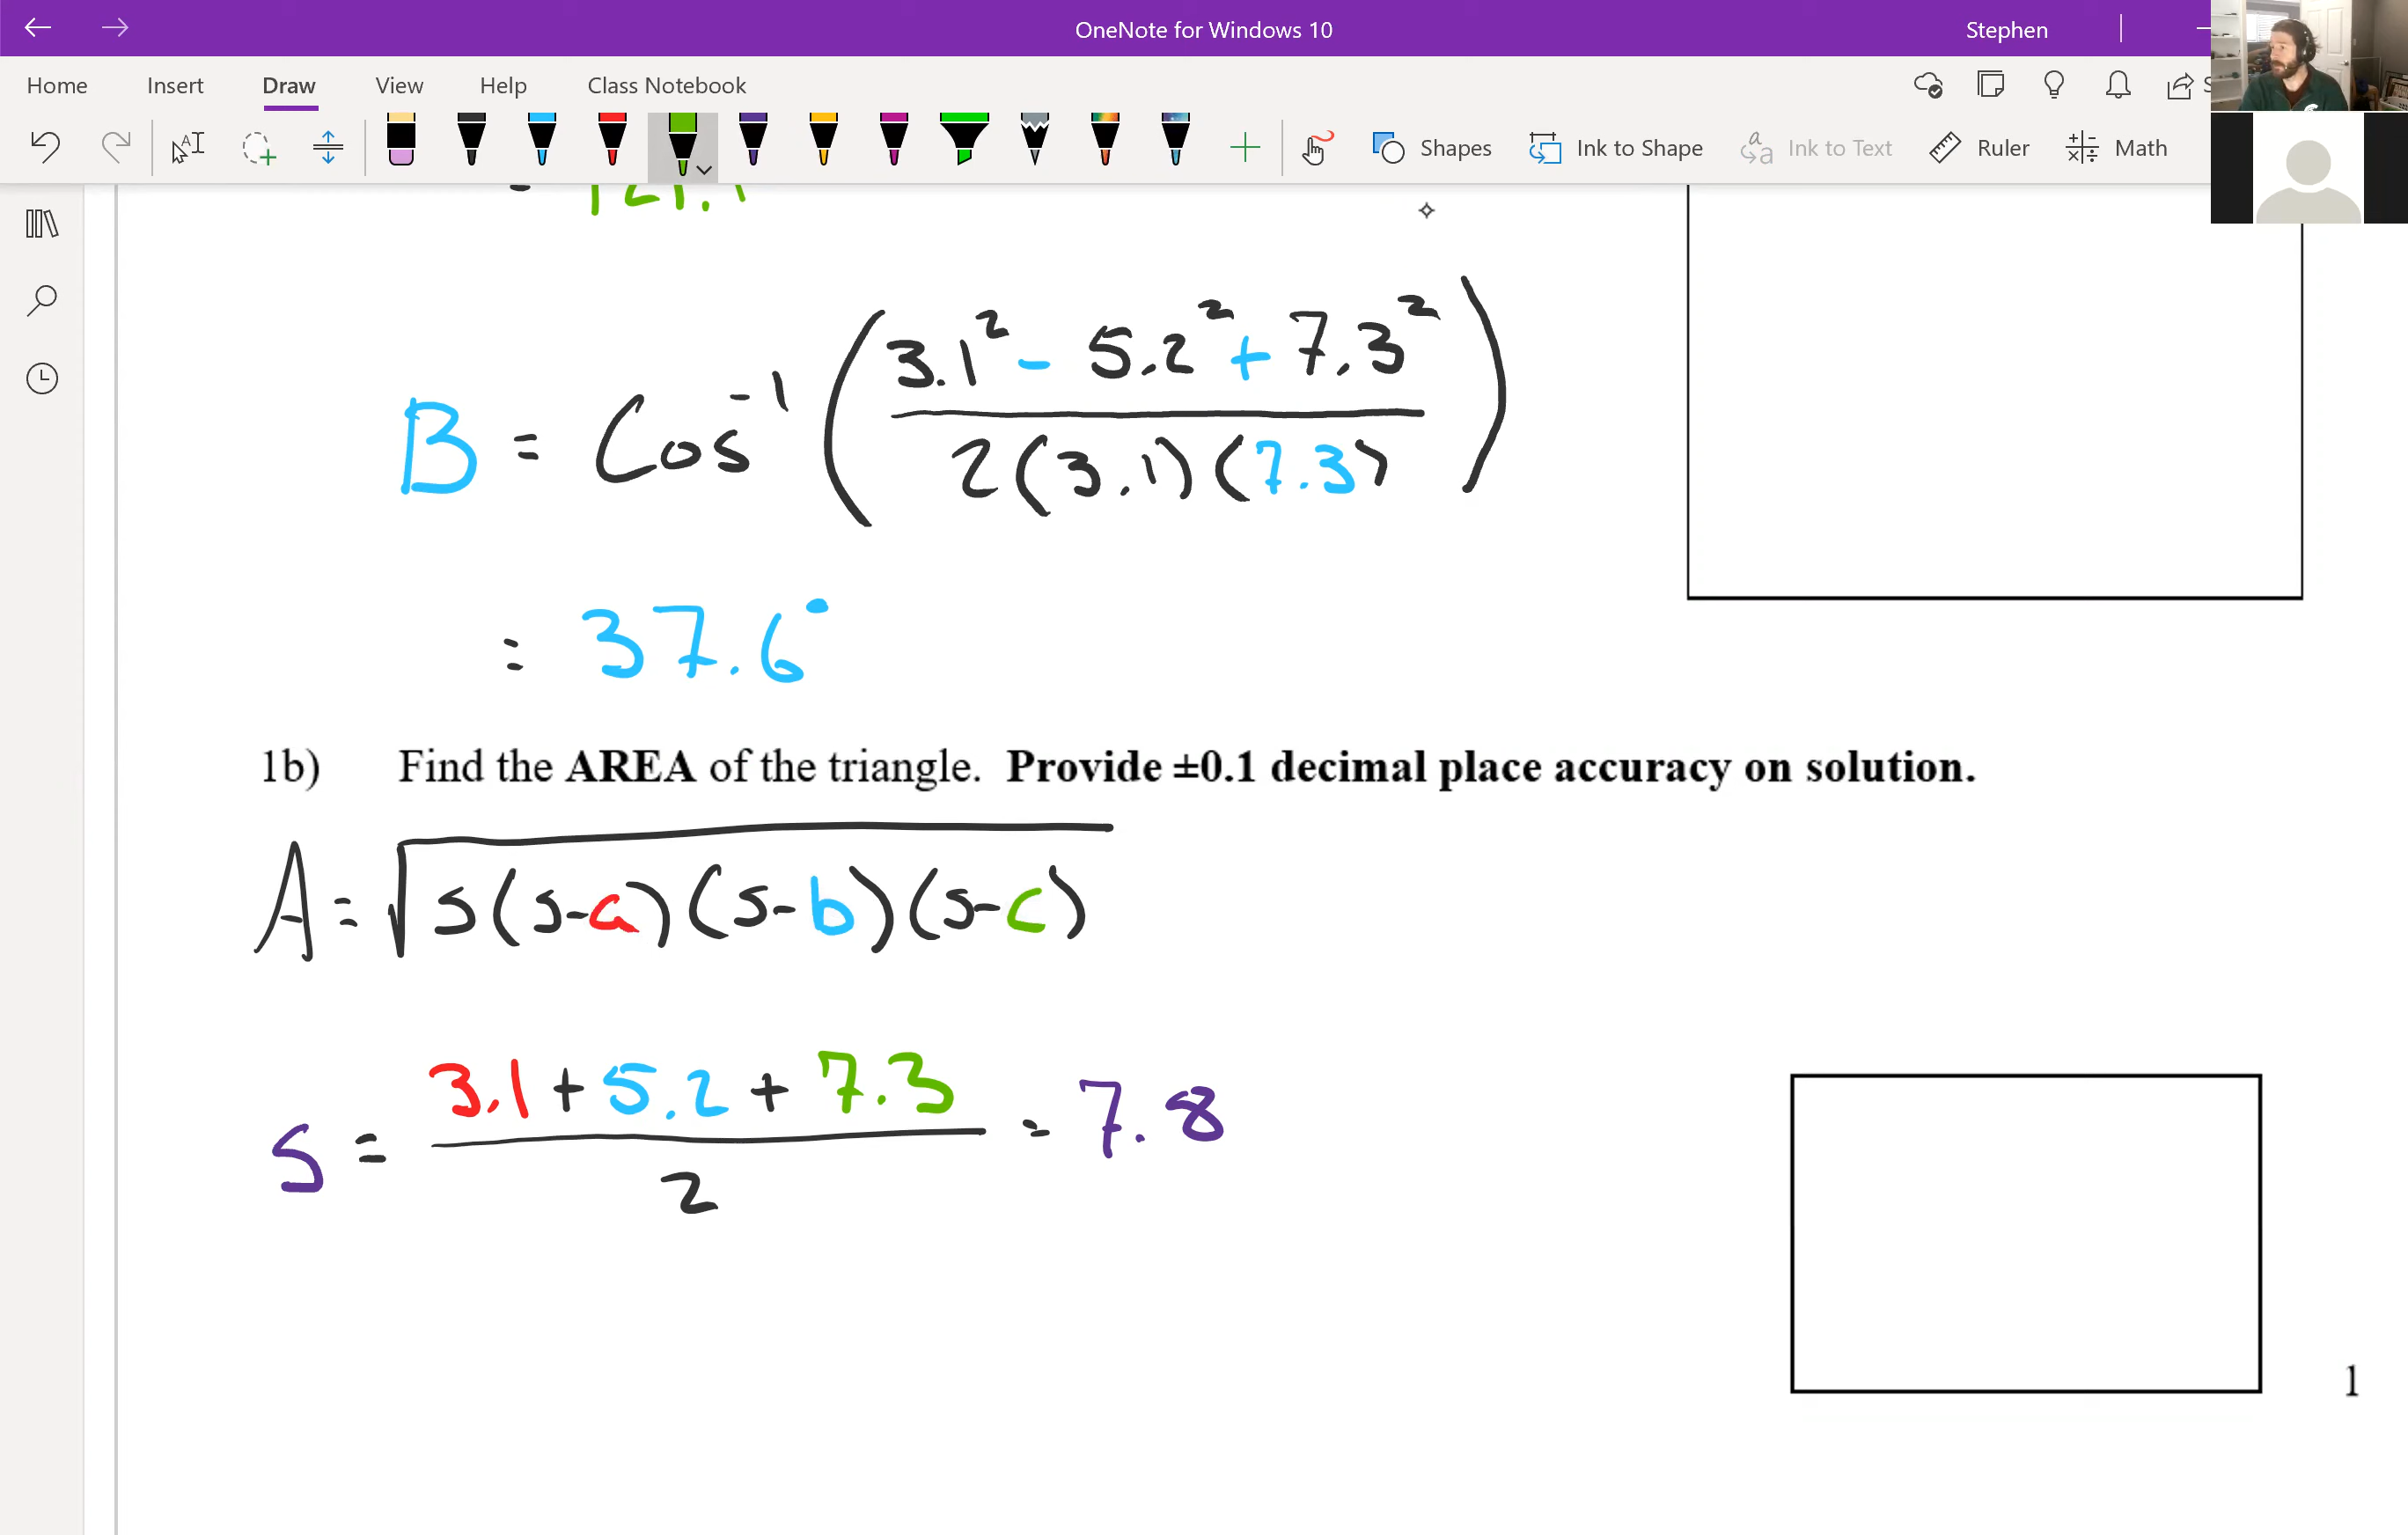 OneNote for Windows 10 Stephen
Home Insert Draw View Help Class Notebook
Shapes Ink to Shape Ink to Text Ruler Math
B = Cos⁻¹ ( (3.1² - 5.2² + 7.3²) / (2(3.1)(7.3)) )
= 37.6°
1b) Find the AREA of the triangle. Provide ±0.1 decimal place accuracy on solution.
A = √s(s-a)(s-b)(s-c)
S = (3.1 + 5.2 + 7.3) / 2 = 7.8
1